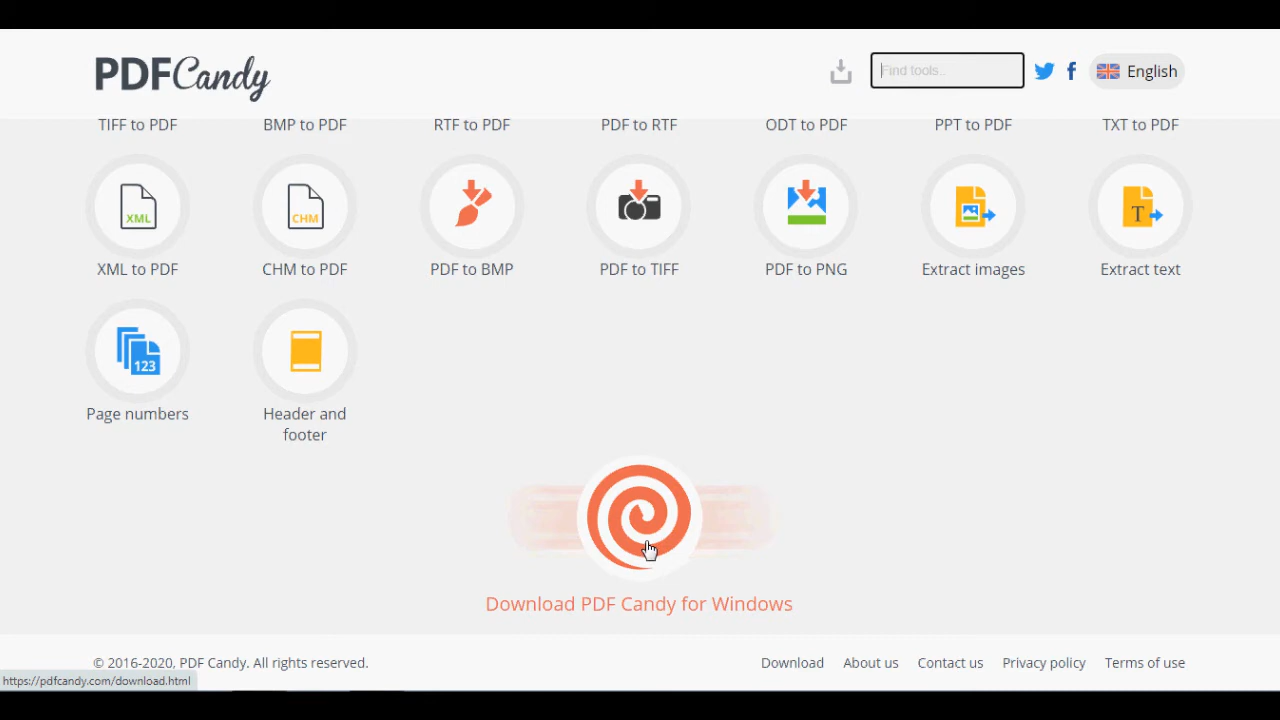 PDFCandy
Find tools..
English
TIFF to PDF
BMP to PDF
RTF to PDF
PDF to RTF
ODT to PDF
PPT to PDF
TXT to PDF
XML
CHM
T
XML to PDF
CHM to PDF
PDF to BMP
PDF to TIFF
PDF to PNG
Extract images
Extract text
123
Page numbers
Header and
footer
Download PDF Candy for Windows
© 2016-2020, PDF Candy. All rights reserved.
Download
About us
Contact us
Privacy policy
Terms of use
https://pdfcandy.com/download.html